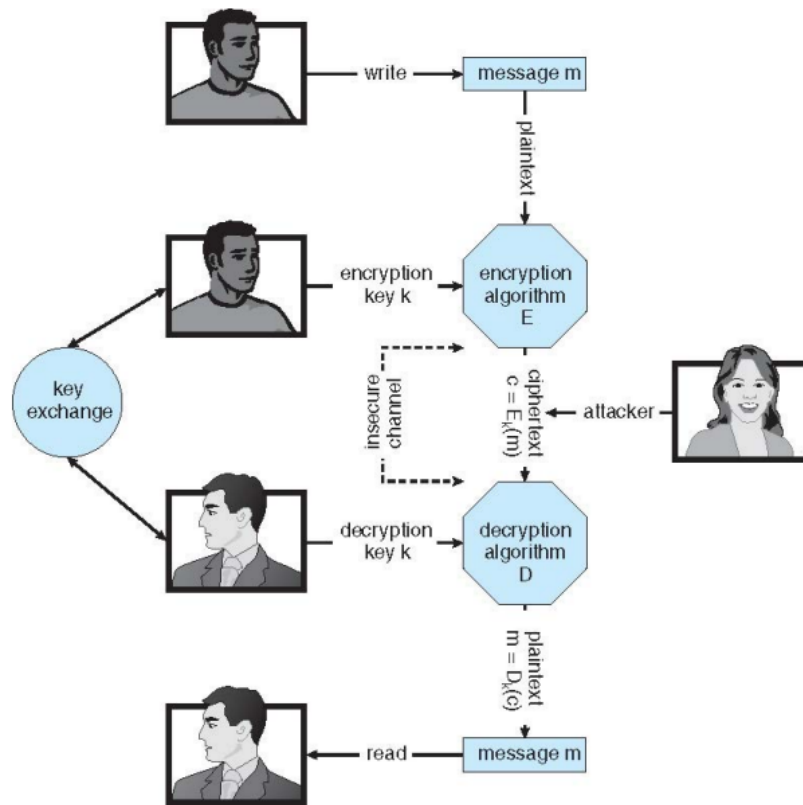 write
message m
plaintext
encryption
key k
encryption
algorithm
E
key
exchange
insecure
channel
ciphertext
c = Eₖ(m)
attacker
decryption
key k
decryption
algorithm
D
plaintext
m = Dₖ(c)
read
message m